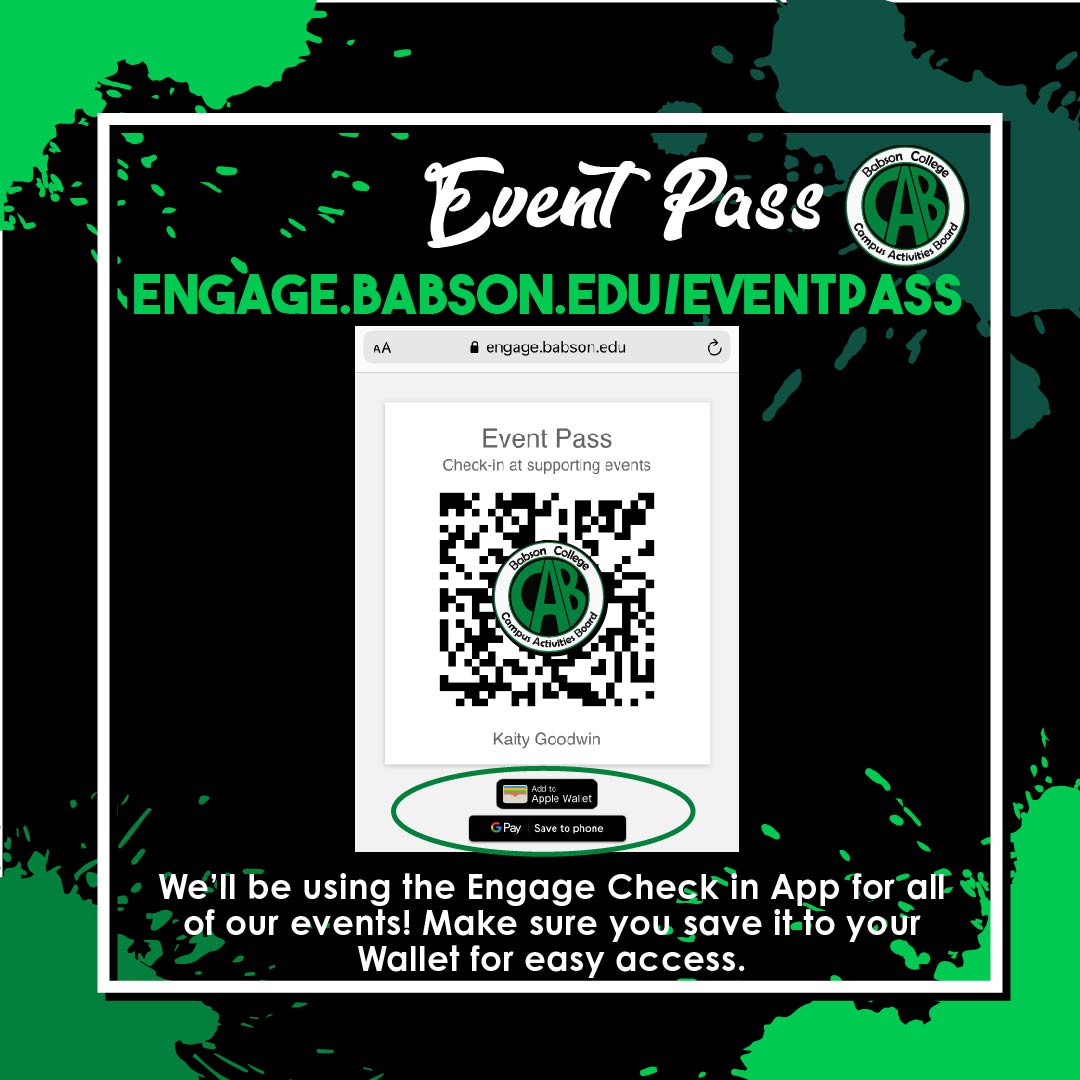 Event Pass
Babson College
CAB
Campus Activities Board
ENGAGE.BABSON.EDU/EVENTPASS
AA engage.babson.edu
Event Pass
Check-in at supporting events
Babson College
CAB
Campus Activities Board
Kaity Goodwin
Add to
Apple Wallet
G Pay Save to phone
We'll be using the Engage Check in App for all
of our events! Make sure you save it to your
Wallet for easy access.